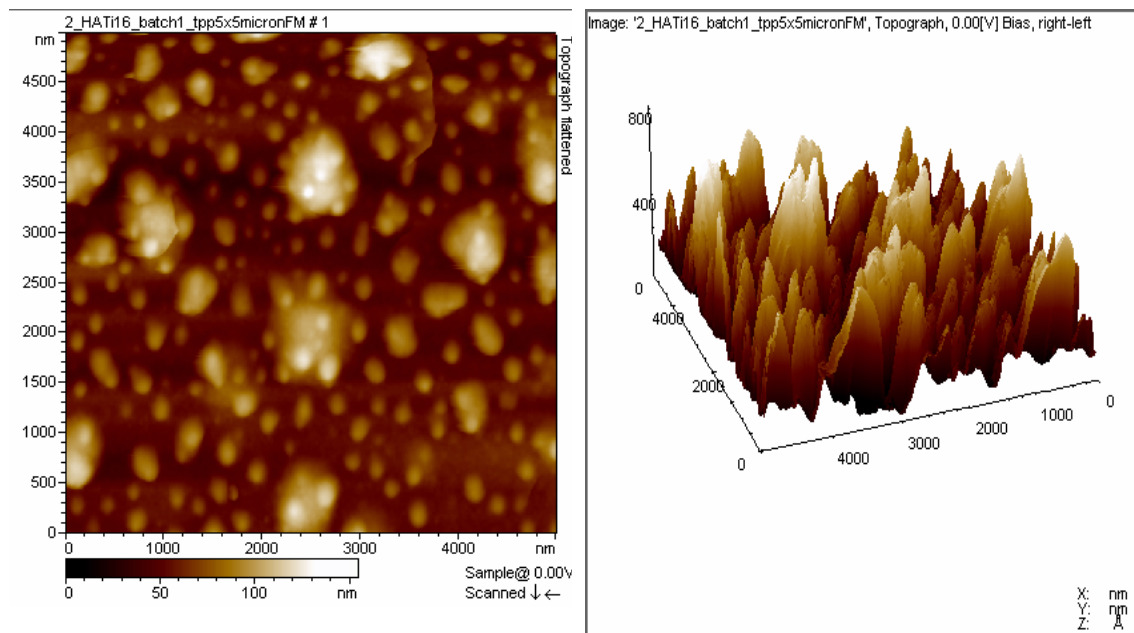 2_HATi16_batch1_tpp5x5micronFM # 1
nm
4500
4000
3500
3000
2500
2000
1500
1000
500
0
0 1000 2000 3000 4000 nm
Topograph flattened
0 50 100 nm
Sample@ 0.00V
Scanned ↓ ←
Image: '2_HATi16_batch1_tpp5x5micronFM', Topograph, 0.00[V] Bias, right-left
800
400
0
4000
2000
0
4000 3000 2000 1000 0
X: nm
Y: nm
Z: Å